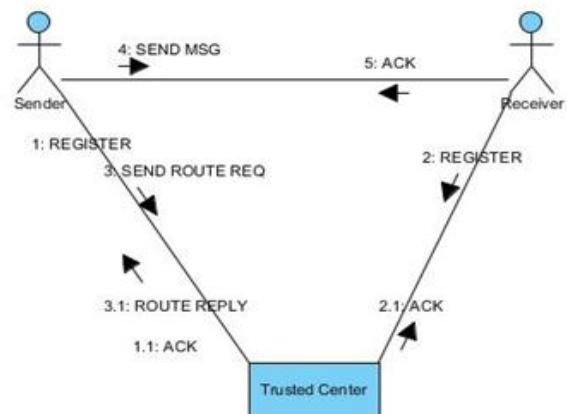 4: SEND MSG
5: ACK
Sender
Receiver
1: REGISTER
2: REGISTER
3: SEND ROUTE REQ
3.1: ROUTE REPLY
2.1: ACK
1.1: ACK
Trusted Center